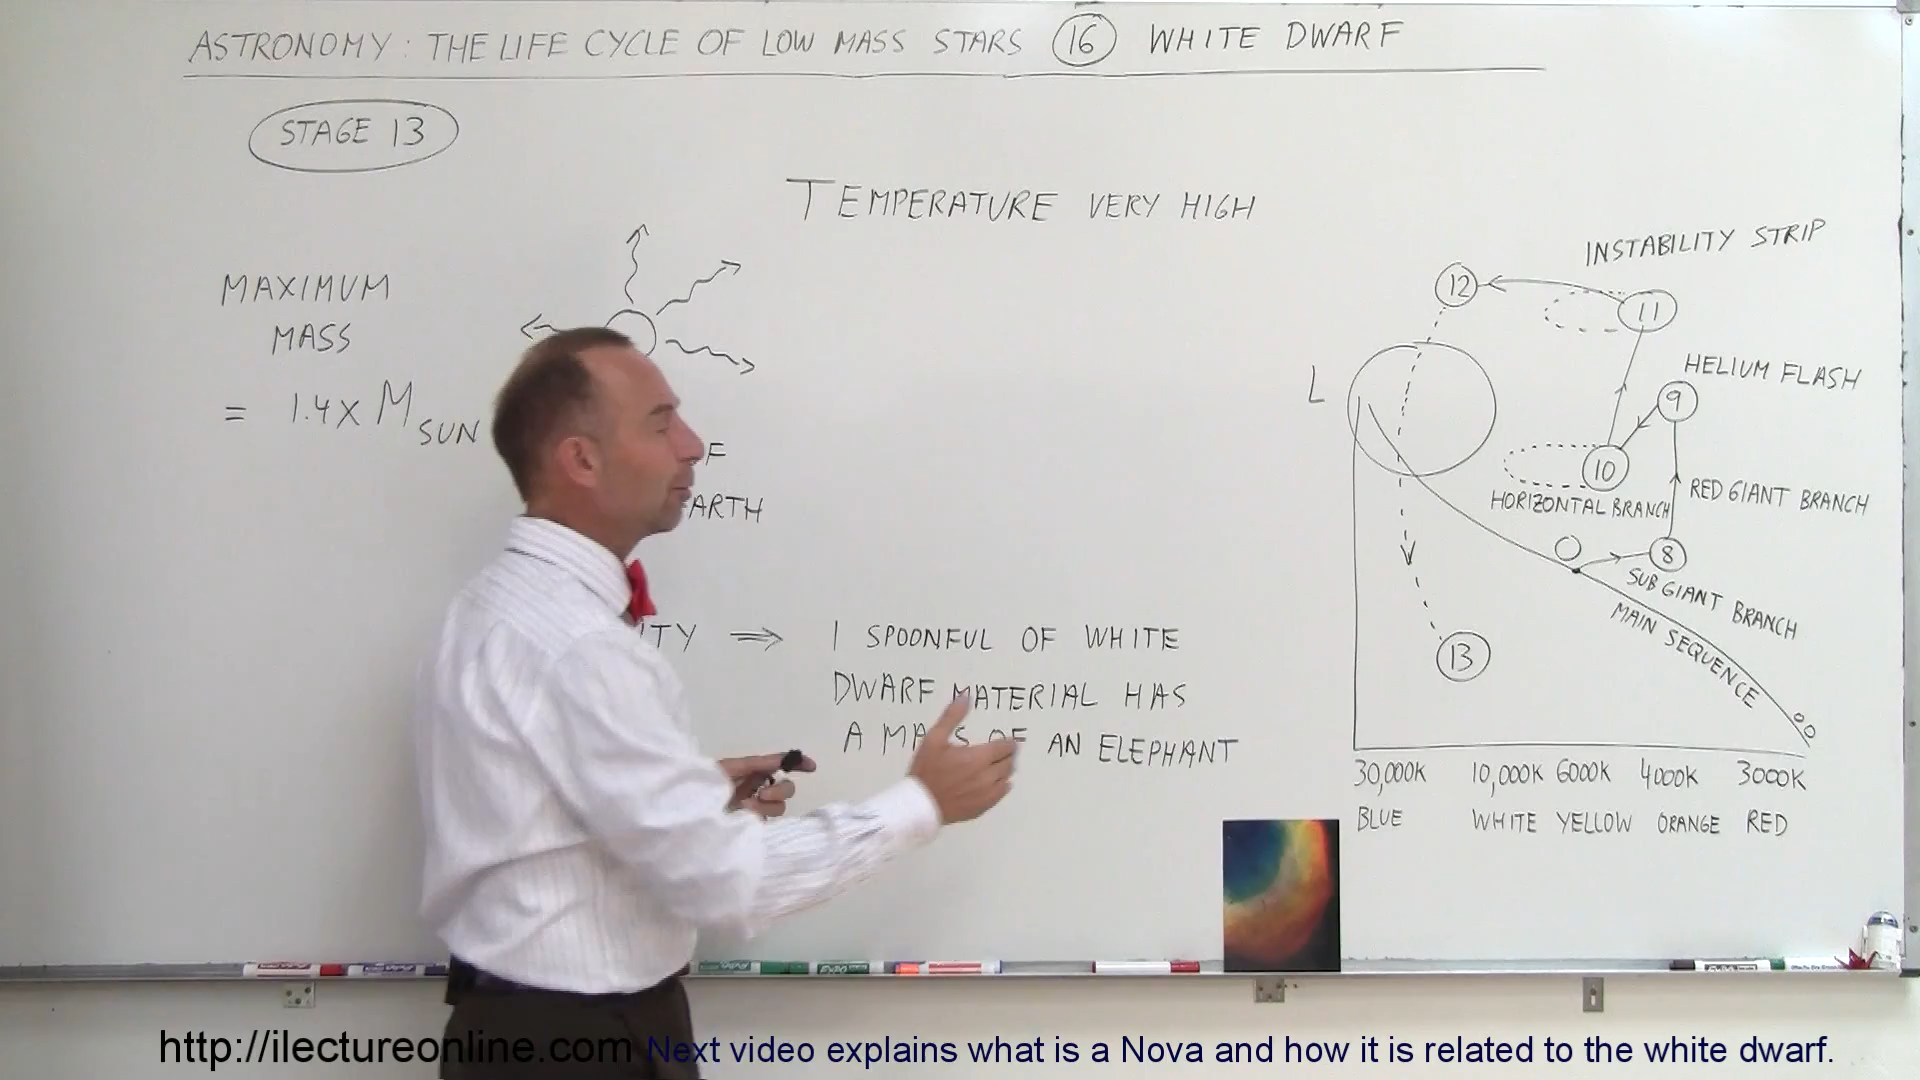 ASTRONOMY: THE LIFE CYCLE OF LOW MASS STARS 16 WHITE DWARF
STAGE 13
TEMPERATURE VERY HIGH
MAXIMUM
MASS
= 1.4 x M SUN
F
ARTH
ITY ⇒ 1 SPOONFUL OF WHITE
DWARF MATERIAL HAS
A MASS OF AN ELEPHANT
INSTABILITY STRIP
12
11
HELIUM FLASH
L
9
10
RED GIANT BRANCH
HORIZONTAL BRANCH
8
SUB GIANT BRANCH
MAIN SEQUENCE
13
30,000K 10,000K 6000K 4000K 3000K
BLUE WHITE YELLOW ORANGE RED
EXPO
http://ilectureonline.com Next video explains what is a Nova and how it is related to the white dwarf.